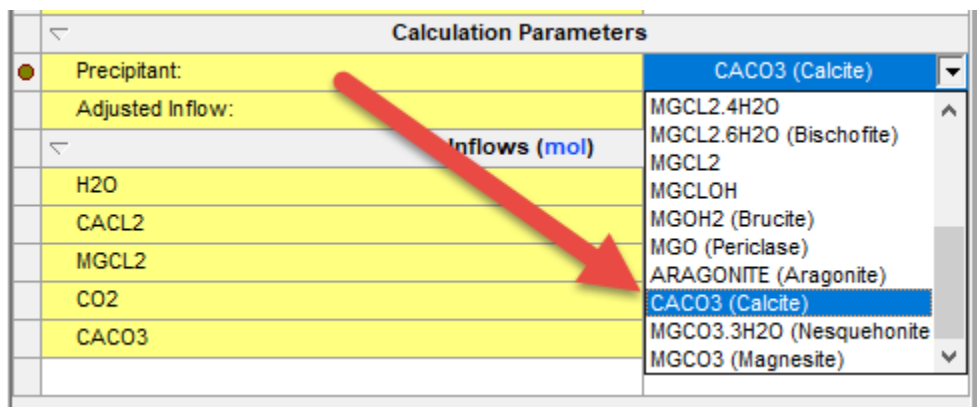 Calculation Parameters
Precipitant: CACO3 (Calcite)
Adjusted Inflow:
Inflows (mol)
H2O
CACL2
MGCL2
CO2
CACO3
MGCL2.4H2O
MGCL2.6H2O (Bischofite)
MGCL2
MGCLOH
MGOH2 (Brucite)
MGO (Periclase)
ARAGONITE (Aragonite)
CACO3 (Calcite)
MGCO3.3H2O (Nesquehonite
MGCO3 (Magnesite)